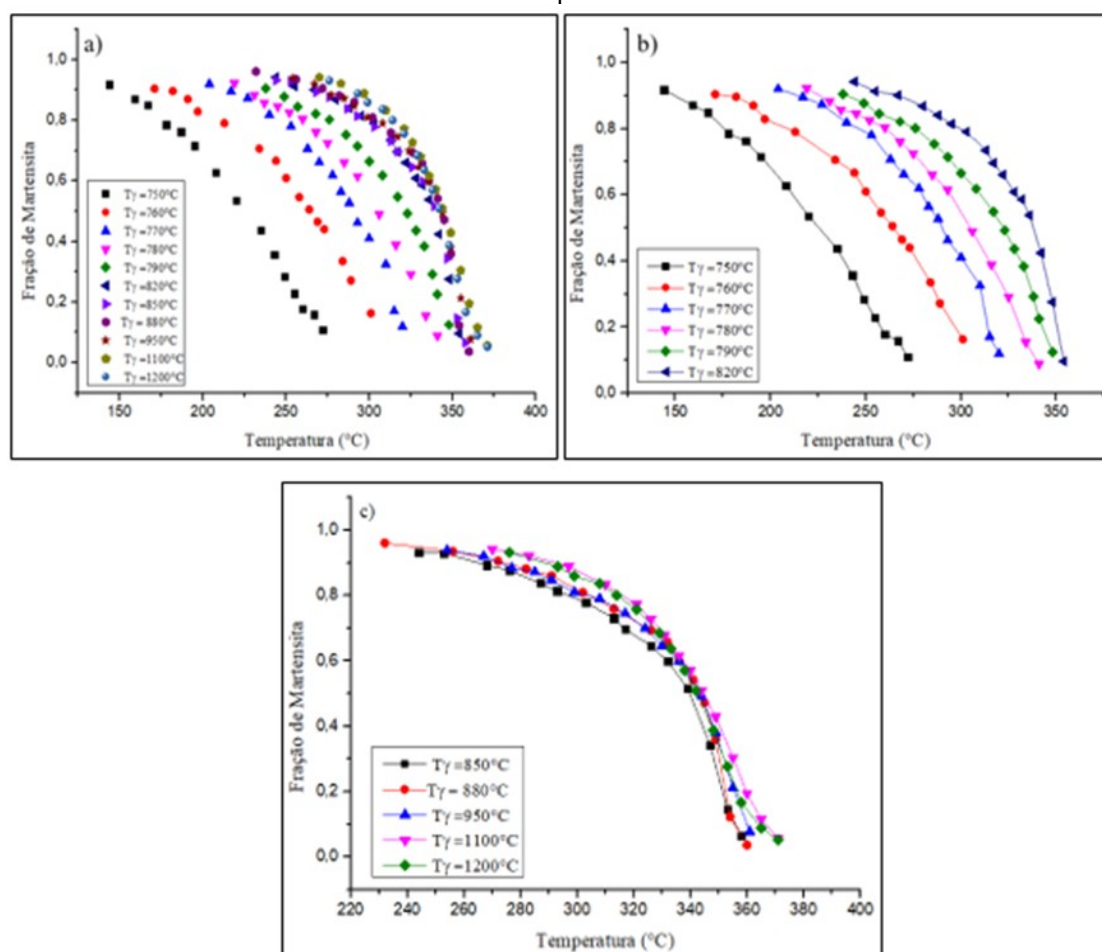 a)
Fração de Martensita
1,0
0,8
0,6
0,4
0,2
0,0
Tγ =750°C
Tγ =760°C
Tγ =770°C
Tγ =780°C
Tγ =790°C
Tγ =820°C
Tγ =850°C
Tγ = 880°C
Tγ =950°C
Tγ =1100°C
Tγ =1200°C
150 200 250 300 350 400
Temperatura (°C)
b)
Fração de Martensita
1,0
0,8
0,6
0,4
0,2
0,0
Tγ =750°C
Tγ =760°C
Tγ =770°C
Tγ =780°C
Tγ =790°C
Tγ =820°C
150 200 250 300 350
Temperatura (°C)
c)
Fração de Martensita
1,0
0,8
0,6
0,4
0,2
0,0
Tγ =850°C
Tγ = 880°C
Tγ =950°C
Tγ =1100°C
Tγ =1200°C
220 240 260 280 300 320 340 360 380 400
Temperatura (°C)